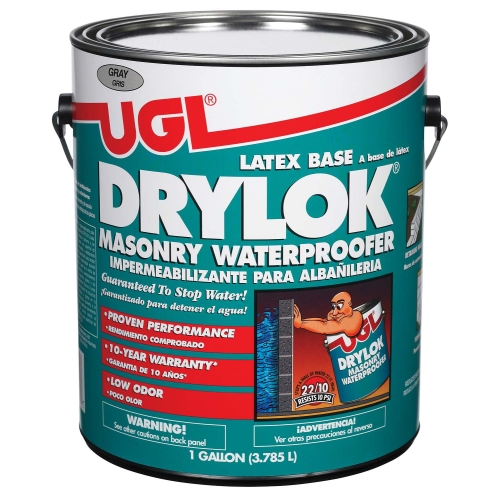 GRAY
GRIS
UGL®
LATEX BASE A base de látex
DRYLOK®
MASONRY WATERPROOFER
IMPERMEABILIZANTE PARA ALBAÑILERIA
Guaranteed To Stop Water!
¡Garantizado para detener el agua!
• PROVEN PERFORMANCE
• RENDIMIENTO COMPROBADO
• 10-YEAR WARRANTY*
• GARANTIA DE 10 AÑOS*
• LOW ODOR
• POCO OLOR
UGL
DRYLOK
MASONRY
WATERPROOFER
22/10
RESISTS 10 PSI
WARNING!
See other cautions on back panel
¡ADVERTENCIA!
Ver otras precauciones al reverso
1 GALLON (3.785 L)